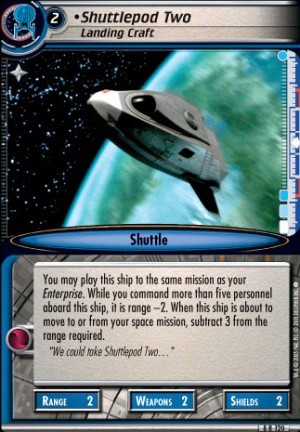 2
•Shuttlepod Two
Landing Craft
Shuttle
You may play this ship to the same mission as your
Enterprise. While you command more than five personnel
aboard this ship, it is range –2. When this ship is about to
move to or from your space mission, subtract 3 from the
range required.
“We could take Shuttlepod Two...”
RANGE 2
WEAPONS 2
SHIELDS 2